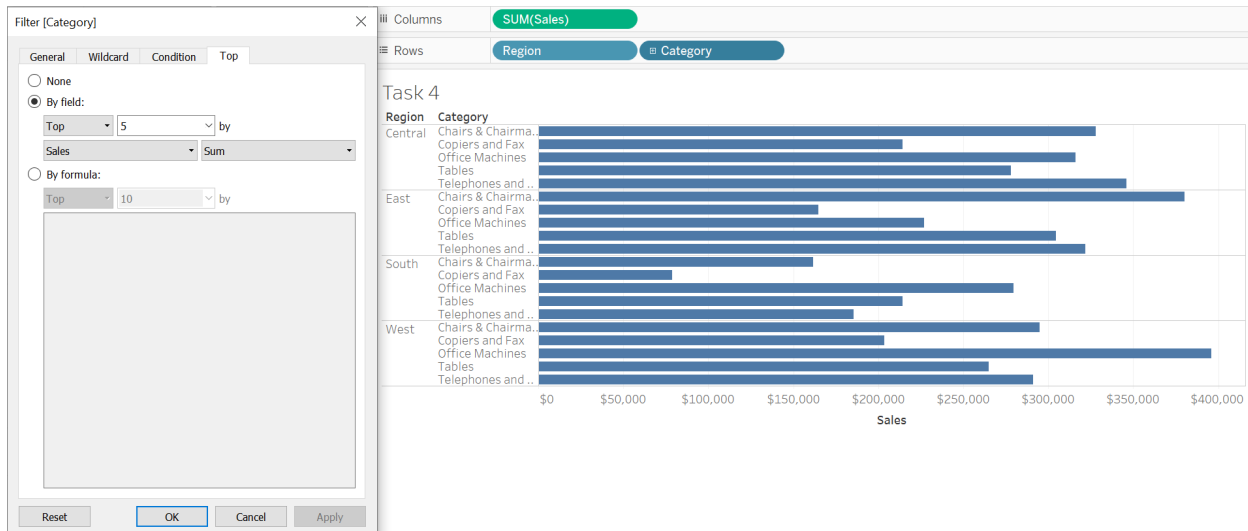 Filter [Category]
General Wildcard Condition Top
None
By field:
Top 5 by
Sales Sum
By formula:
Top 10 by
Reset OK Cancel Apply
Columns SUM(Sales)
Rows Region Category
Task 4
Region Category
Central Chairs & Chairma..
Copiers and Fax
Office Machines
Tables
Telephones and ..
East Chairs & Chairma..
Copiers and Fax
Office Machines
Tables
Telephones and ..
South Chairs & Chairma..
Copiers and Fax
Office Machines
Tables
Telephones and ..
West Chairs & Chairma..
Copiers and Fax
Office Machines
Tables
Telephones and ..
$0 $50,000 $100,000 $150,000 $200,000 $250,000 $300,000 $350,000 $400,000
Sales